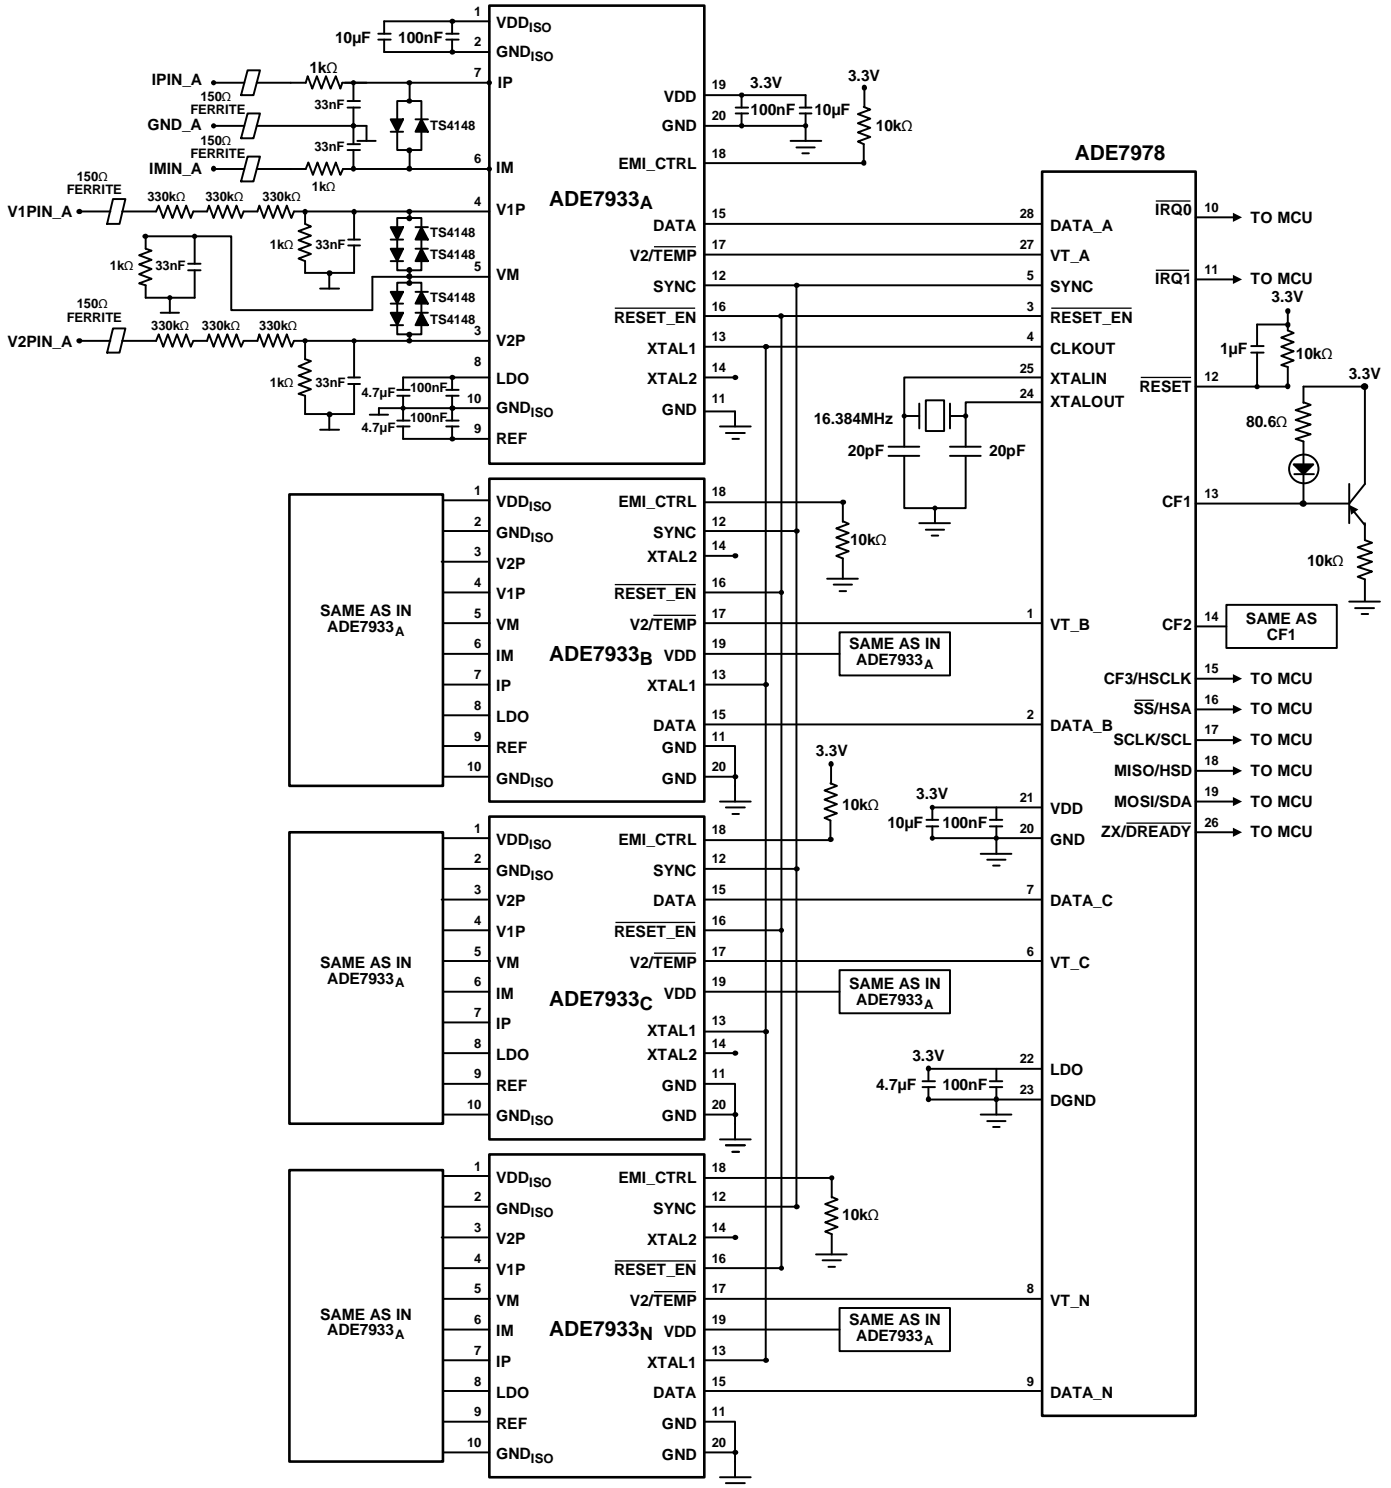 1
VDDISO
10µF
100nF
2
GNDISO
IPIN_A
1kΩ
7
IP
150Ω
FERRITE
33nF
GND_A
TS4148
150Ω
FERRITE
33nF
IMIN_A
1kΩ
6
IM
150Ω
FERRITE
V1PIN_A
330kΩ
330kΩ
330kΩ
4
V1P
1kΩ
33nF
TS4148
TS4148
1kΩ
33nF
5
VM
TS4148
TS4148
150Ω
FERRITE
V2PIN_A
330kΩ
330kΩ
330kΩ
3
V2P
1kΩ
33nF
8
LDO
4.7µF
100nF
10
GNDISO
4.7µF
100nF
9
REF
ADE7933A
VDD
19
3.3V
100nF
10µF
GND
20
3.3V
10kΩ
EMI_CTRL
18
DATA
15
V2/TEMP
17
SYNC
12
RESET_EN
16
XTAL1
13
XTAL2
14
GND
11
ADE7978
28
DATA_A
27
VT_A
5
SYNC
3
RESET_EN
4
CLKOUT
25
XTALIN
24
XTALOUT
16.384MHz
20pF
20pF
IRQ0
10
TO MCU
IRQ1
11
TO MCU
3.3V
1µF
10kΩ
RESET
12
3.3V
80.6Ω
CF1
13
10kΩ
CF2
14
SAME AS
CF1
CF3/HSCLK
15
TO MCU
SS/HSA
16
TO MCU
SCLK/SCL
17
TO MCU
MISO/HSD
18
TO MCU
MOSI/SDA
19
TO MCU
ZX/DREADY
26
TO MCU
1
VT_B
2
DATA_B
3.3V
10µF
100nF
21
VDD
20
GND
7
DATA_C
6
VT_C
3.3V
4.7µF
100nF
22
LDO
23
DGND
8
VT_N
9
DATA_N
SAME AS IN
ADE7933A
1
VDDISO
2
GNDISO
3
V2P
4
V1P
5
VM
6
IM
7
IP
8
LDO
9
REF
10
GNDISO
ADE7933B
EMI_CTRL
18
10kΩ
SYNC
12
XTAL2
14
RESET_EN
16
V2/TEMP
17
VDD
19
SAME AS IN
ADE7933A
XTAL1
13
DATA
15
GND
11
GND
20
SAME AS IN
ADE7933A
1
VDDISO
2
GNDISO
3
V2P
4
V1P
5
VM
6
IM
7
IP
8
LDO
9
REF
10
GNDISO
ADE7933C
3.3V
10kΩ
EMI_CTRL
18
SYNC
12
DATA
15
RESET_EN
16
V2/TEMP
17
VDD
19
SAME AS IN
ADE7933A
XTAL1
13
XTAL2
14
GND
11
GND
20
SAME AS IN
ADE7933A
1
VDDISO
2
GNDISO
3
V2P
4
V1P
5
VM
6
IM
7
IP
8
LDO
9
REF
10
GNDISO
ADE7933N
EMI_CTRL
18
10kΩ
SYNC
12
XTAL2
14
RESET_EN
16
V2/TEMP
17
VDD
19
SAME AS IN
ADE7933A
XTAL1
13
DATA
15
GND
11
GND
20